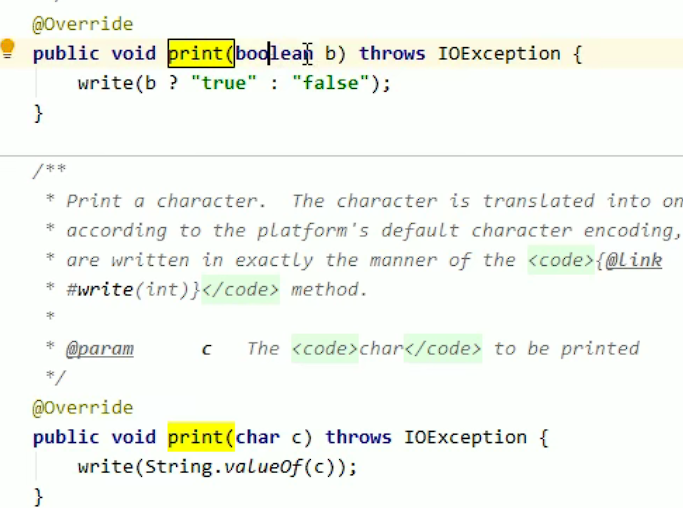 @Override
public void print(boolean b) throws IOException {
write(b ? "true" : "false");
}
/**
* Print a character.  The character is translated into on
* according to the platform's default character encoding,
* are written in exactly the manner of the <code>{@link
* #write(int)}</code> method.
*
* @param      c   The <code>char</code> to be printed
*/
@Override
public void print(char c) throws IOException {
write(String.valueOf(c));
}